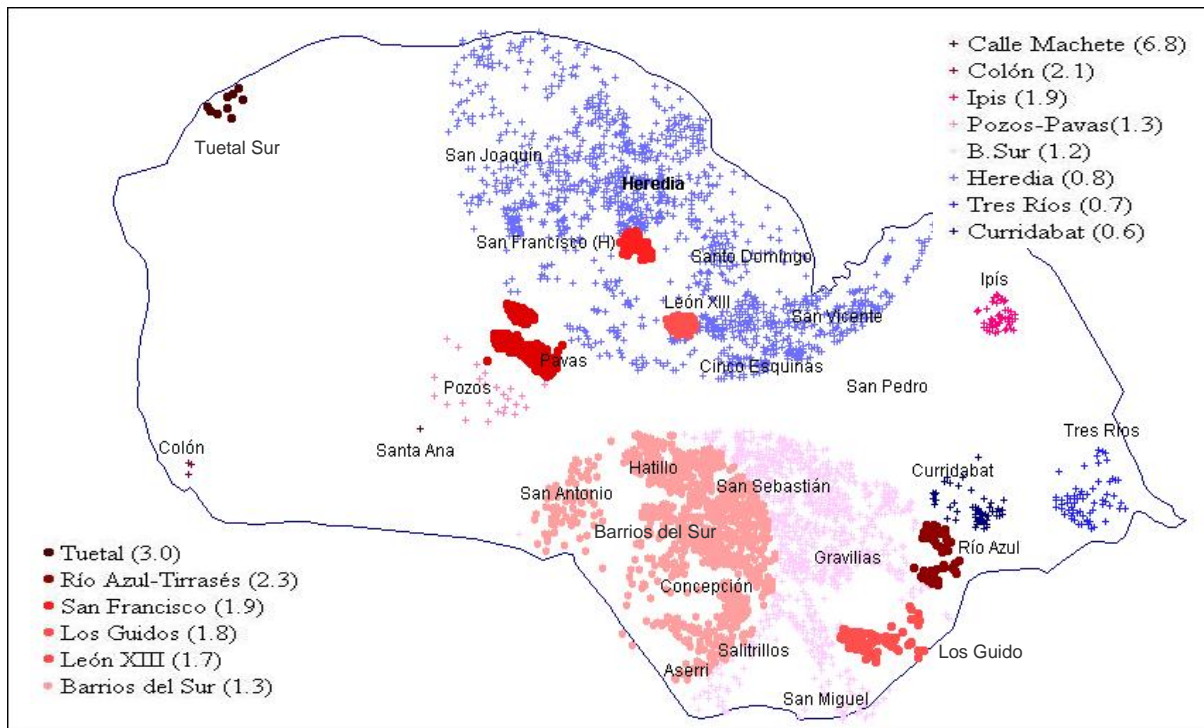 + Calle Machete (6.8)
+ Colón (2.1)
+ Ipis (1.9)
+ Pozos-Pavas(1.3)
B.Sur (1.2)
+ Heredia (0.8)
+ Tres Ríos (0.7)
+ Curridabat (0.6)
Tuetal Sur
San Joaquín
Heredia
San Francisco (H)
Santo Domingo
Ipís
León XIII
San Vicente
Pavas
Cinco Esquinas
San Pedro
Pozos
Santa Ana
Colón
Tres Ríos
Curridabat
Hatillo
San Sebastián
San Antonio
Barrios del Sur
Gravilias
Río Azul
Concepción
Salitrillos
Los Guido
Aserri
San Miguel
● Tuetal (3.0)
● Río Azul-Tirrasés (2.3)
● San Francisco (1.9)
● Los Guidos (1.8)
● León XIII (1.7)
● Barrios del Sur (1.3)